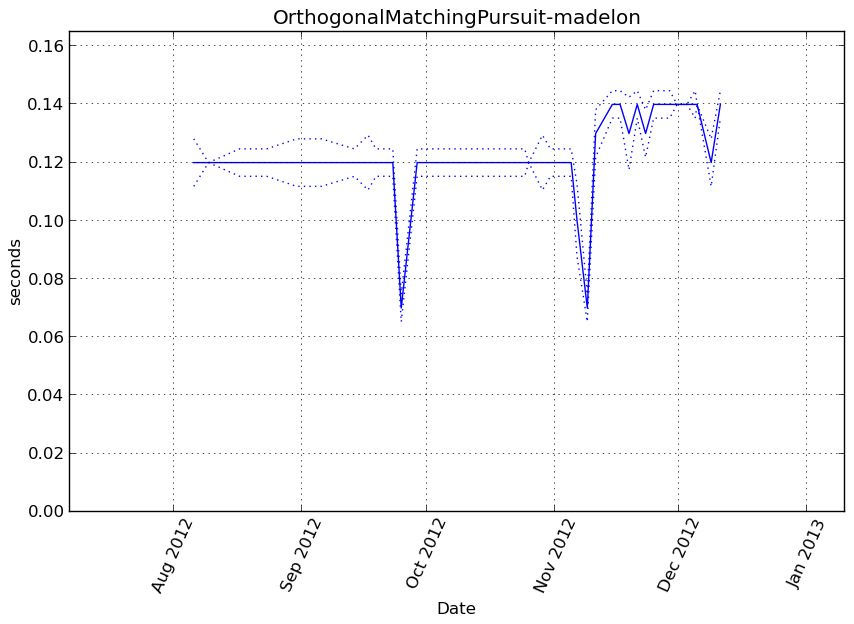 OrthogonalMatchingPursuit-madelon
0.16
0.14
0.12
0.10
0.08
0.06
0.04
0.02
0.00
seconds
Aug 2012
Sep 2012
Oct 2012
Nov 2012
Dec 2012
Jan 2013
Date